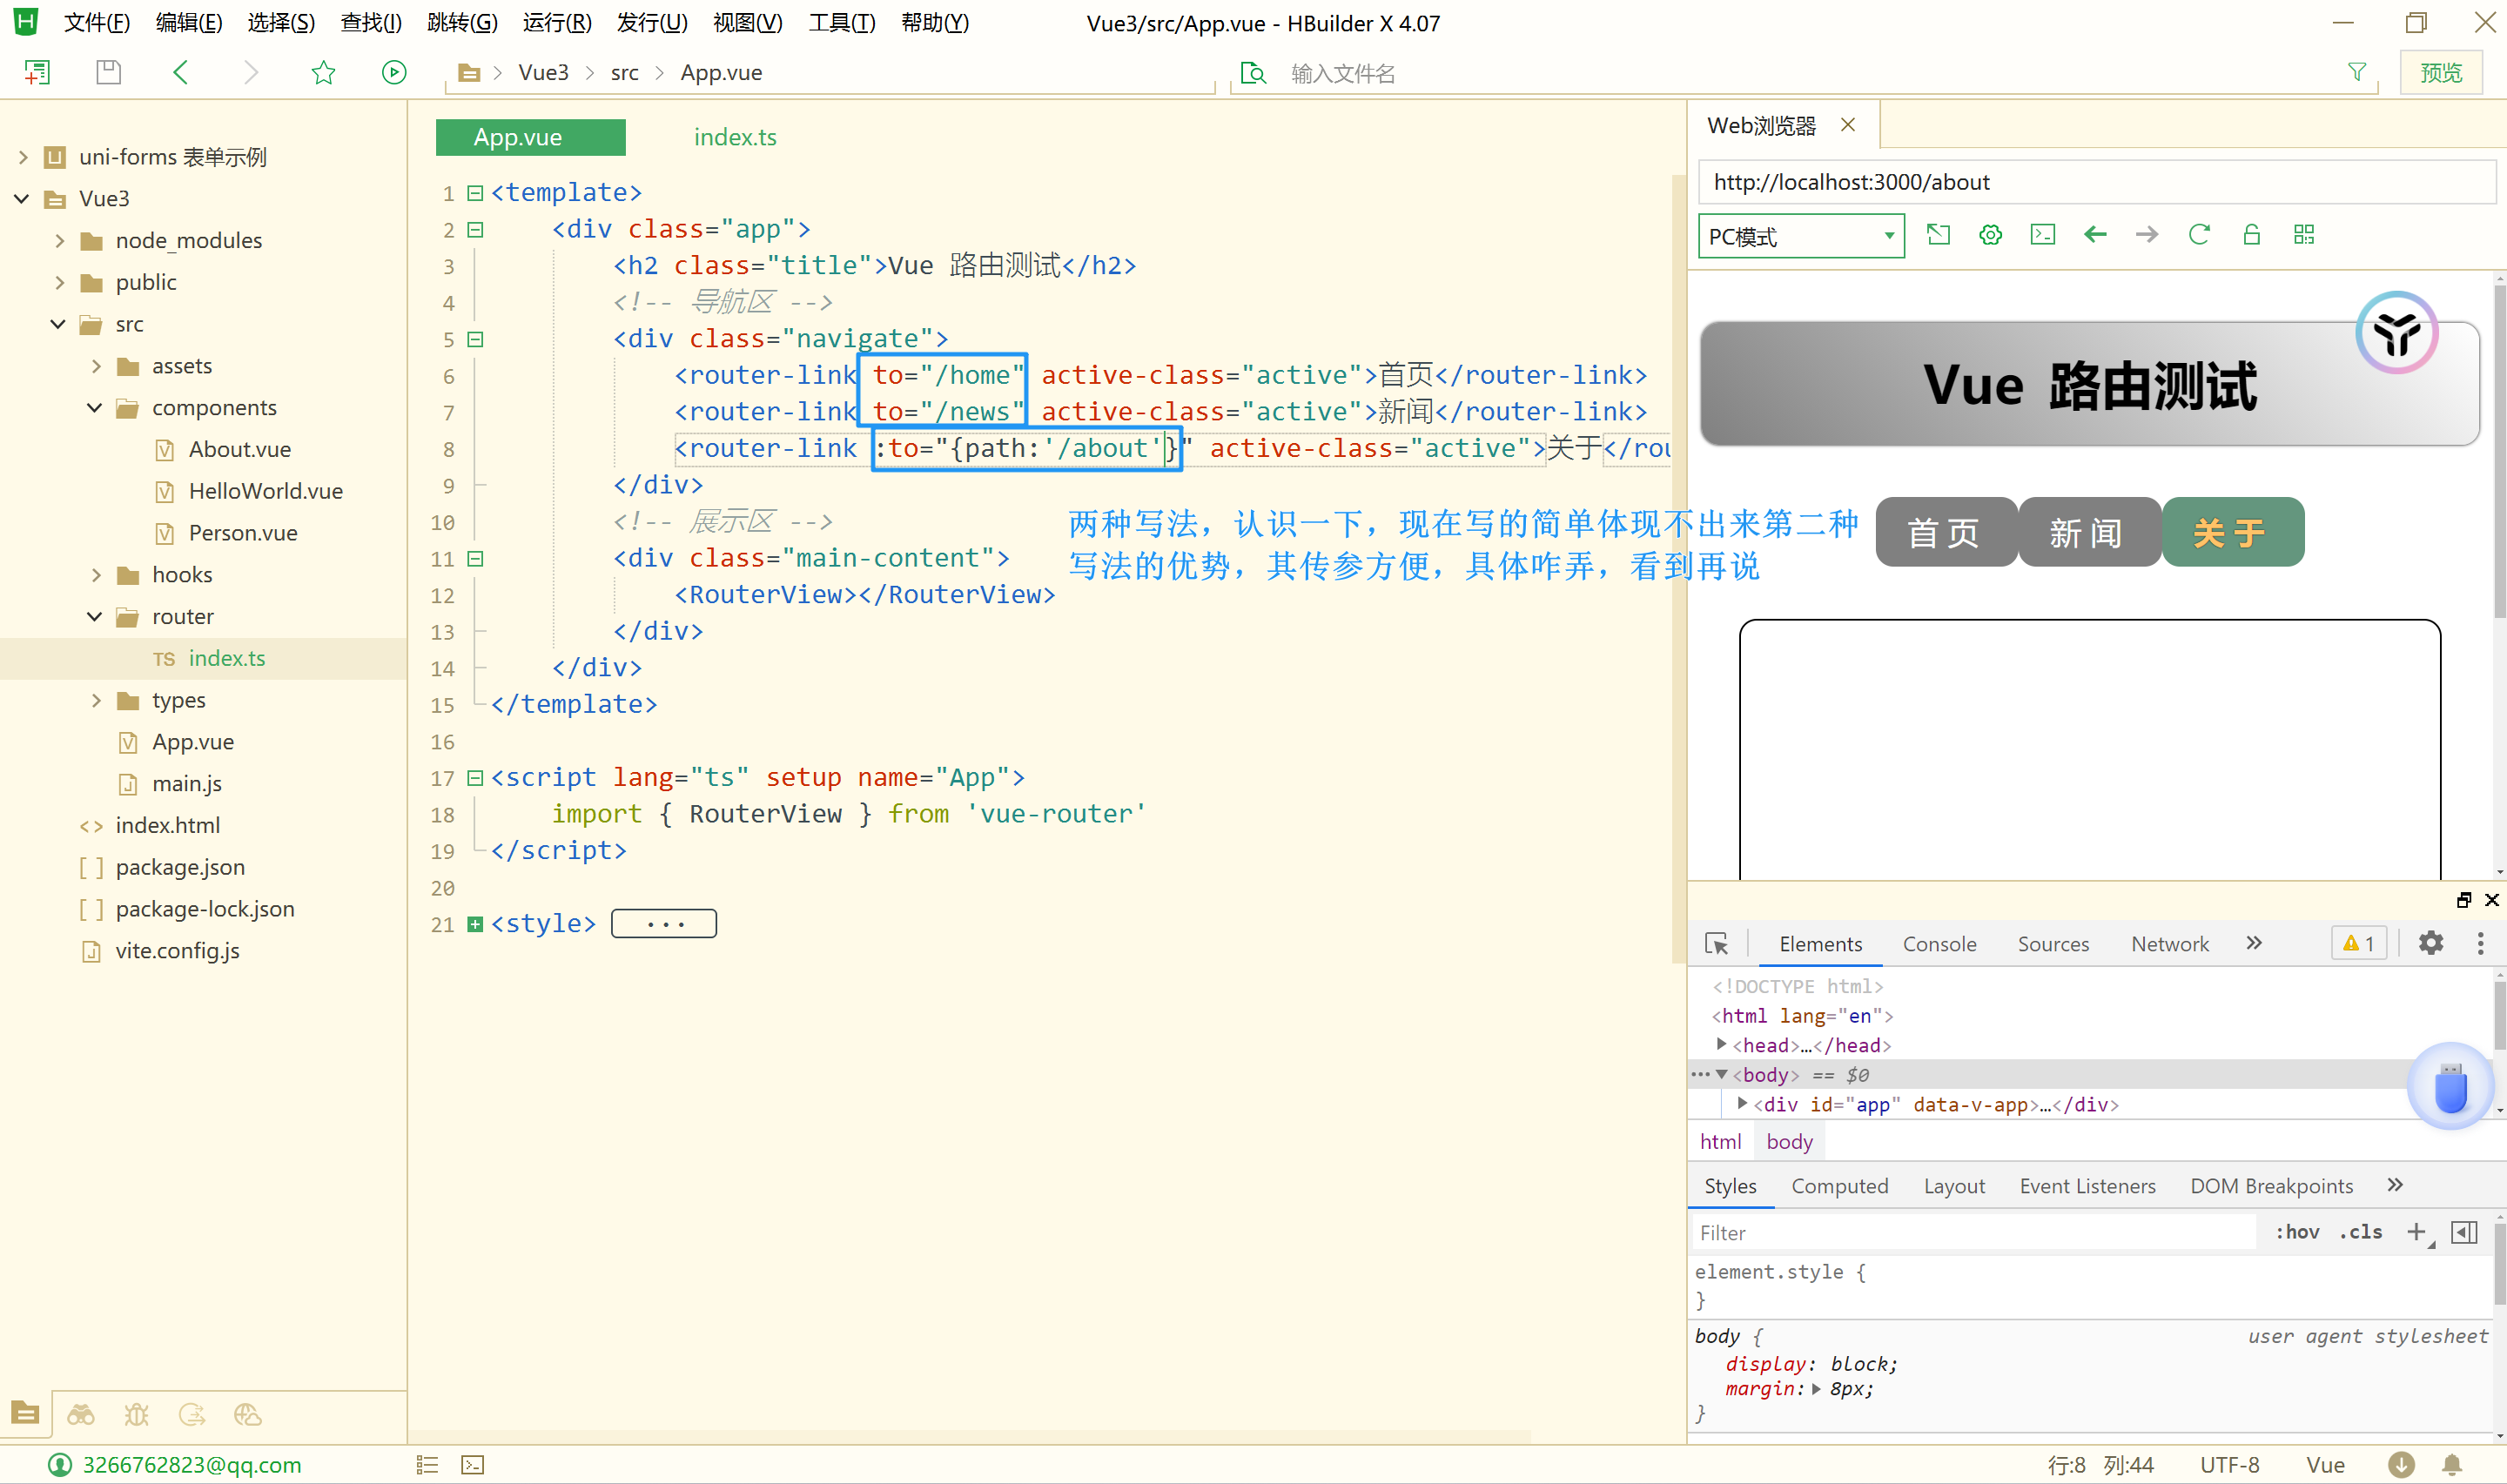 文件(F) 编辑(E) 选择(S) 查找(I) 跳转(G) 运行(R) 发行(U) 视图(V) 工具(T) 帮助(Y) Vue3/src/App.vue - HBuilder X 4.07
Vue3 src App.vue 输入文件名 预览
uni-forms 表单示例
Vue3
node_modules
public
src
assets
components
About.vue
HelloWorld.vue
Person.vue
hooks
router
TS index.ts
types
App.vue
main.js
index.html
package.json
package-lock.json
vite.config.js
App.vue index.ts
1 <template>
2 <div class="app">
3 <h2 class="title">Vue 路由测试</h2>
4 <!-- 导航区 -->
5 <div class="navigate">
6 <router-link to="/home" active-class="active">首页</router-link>
7 <router-link to="/news" active-class="active">新闻</router-link>
8 <router-link :to="{path:'/about'}" active-class="active">关于</rou
9 </div>
10 <!-- 展示区 -->
11 <div class="main-content">
12 <RouterView></RouterView>
13 </div>
14 </div>
15 </template>
16
17 <script lang="ts" setup name="App">
18 import { RouterView } from 'vue-router'
19 </script>
20
21 <style> ...
两种写法，认识一下，现在写的简单体现不出来第二种
写法的优势，其传参方便，具体咋弄，看到再说
Web浏览器
http://localhost:3000/about
PC模式
Vue 路由测试
首页 新闻 关于
Elements Console Sources Network 1
<!DOCTYPE html>
<html lang="en">
<head>…</head>
<body> == $0
<div id="app" data-v-app>…</div>
html body
Styles Computed Layout Event Listeners DOM Breakpoints
Filter :hov .cls
element.style {
}
body { user agent stylesheet
display: block;
margin: 8px;
}
3266762823@qq.com 行:8 列:44 UTF-8 Vue